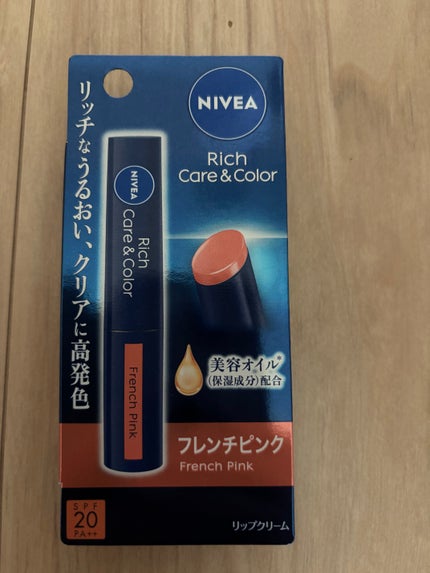 NIVEA
Rich
Care & Color
リッチなうるおい、クリアに高発色
NIVEA
Rich
Care & Color
French Pink
美容オイル*
(保湿成分)配合
フレンチピンク
French Pink
SPF
20
PA++
リップクリーム